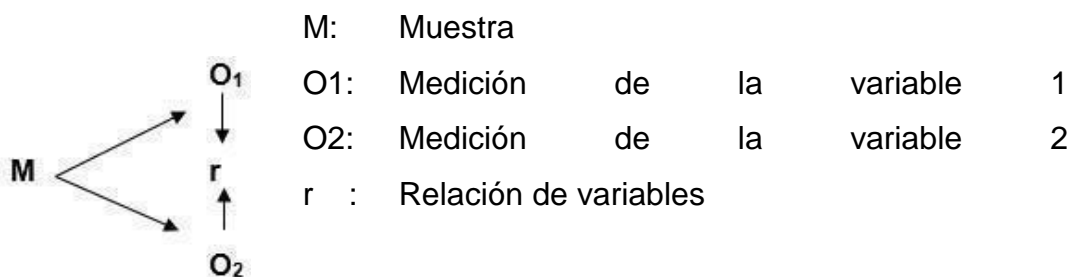 M: Muestra
O1: Medición de la variable 1
O2: Medición de la variable 2
r : Relación de variables
O₁
M r
O₂